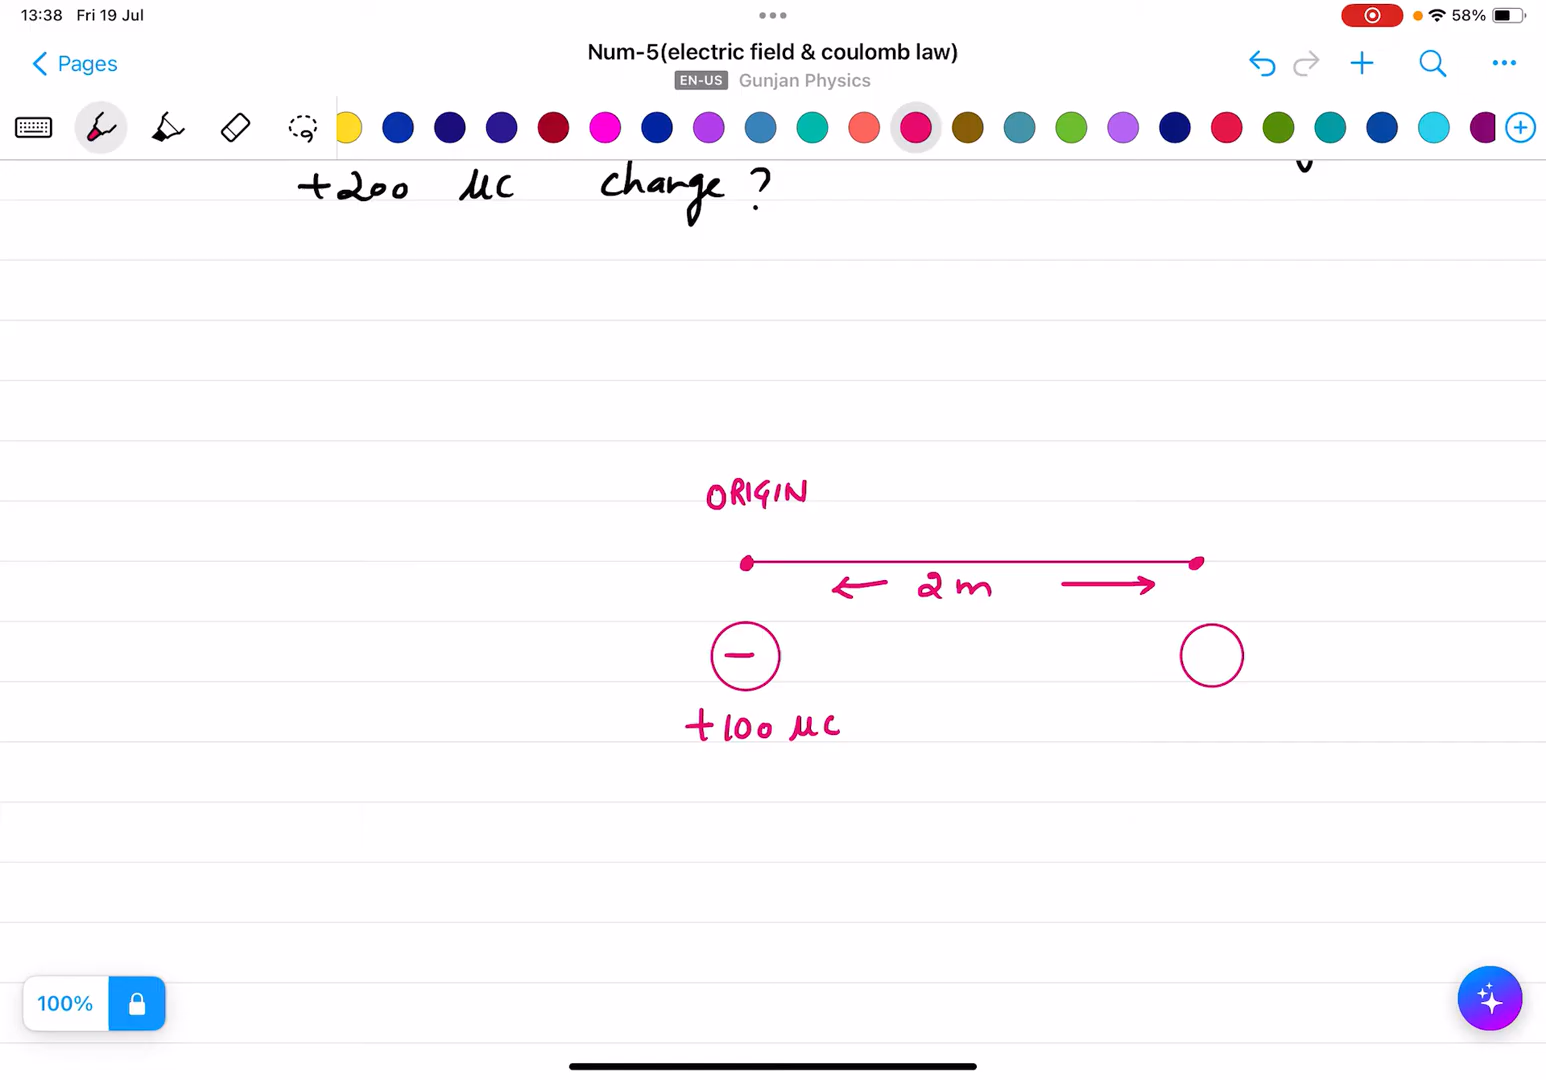 13:38 Fri 19 Jul
58%
Pages
Num-5(electric field & coulomb law)
EN-US Gunjan Physics
+200 μC change ?
ORIGIN
← 2m →
−
+100 μC
100%